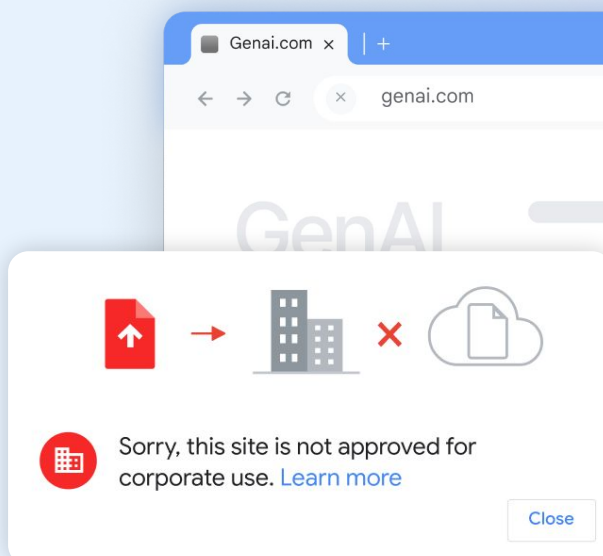 Genai.com
genai.com
GenAI
Sorry, this site is not approved for
corporate use. Learn more
Close